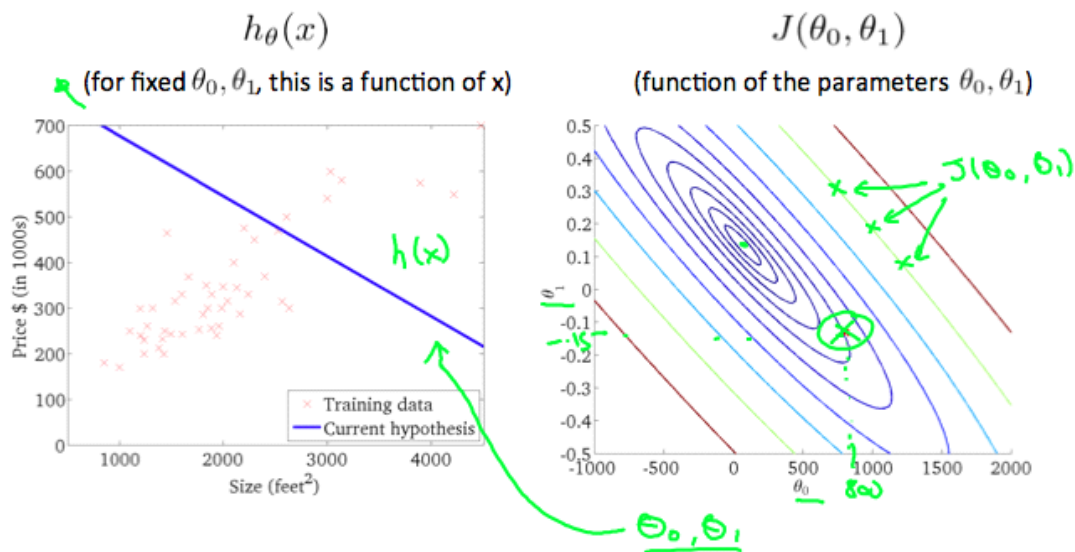 h_θ(x)
(for fixed θ₀, θ₁, this is a function of x)
700
600
500
400
300
200
100
0
Price $ (in 1000s)
h(x)
Training data
Current hypothesis
1000
2000
3000
4000
Size (feet²)
θ₀, θ₁
J(θ₀, θ₁)
(function of the parameters θ₀, θ₁)
0.5
0.4
0.3
0.2
0.1
0
-0.1
-.15
-0.2
-0.3
-0.4
-0.5
θ₁
J(θ₀, θ₁)
-1000
-500
0
500
1000
1500
2000
θ₀
800